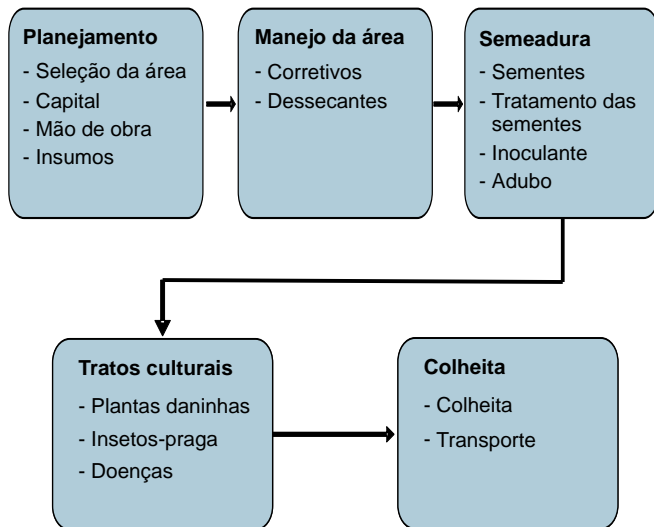 Planejamento
- Seleção da área
- Capital
- Mão de obra
- Insumos
Manejo da área
- Corretivos
- Dessecantes
Semeadura
- Sementes
- Tratamento das
sementes
- Inoculante
- Adubo
Tratos culturais
- Plantas daninhas
- Insetos-praga
- Doenças
Colheita
- Colheita
- Transporte